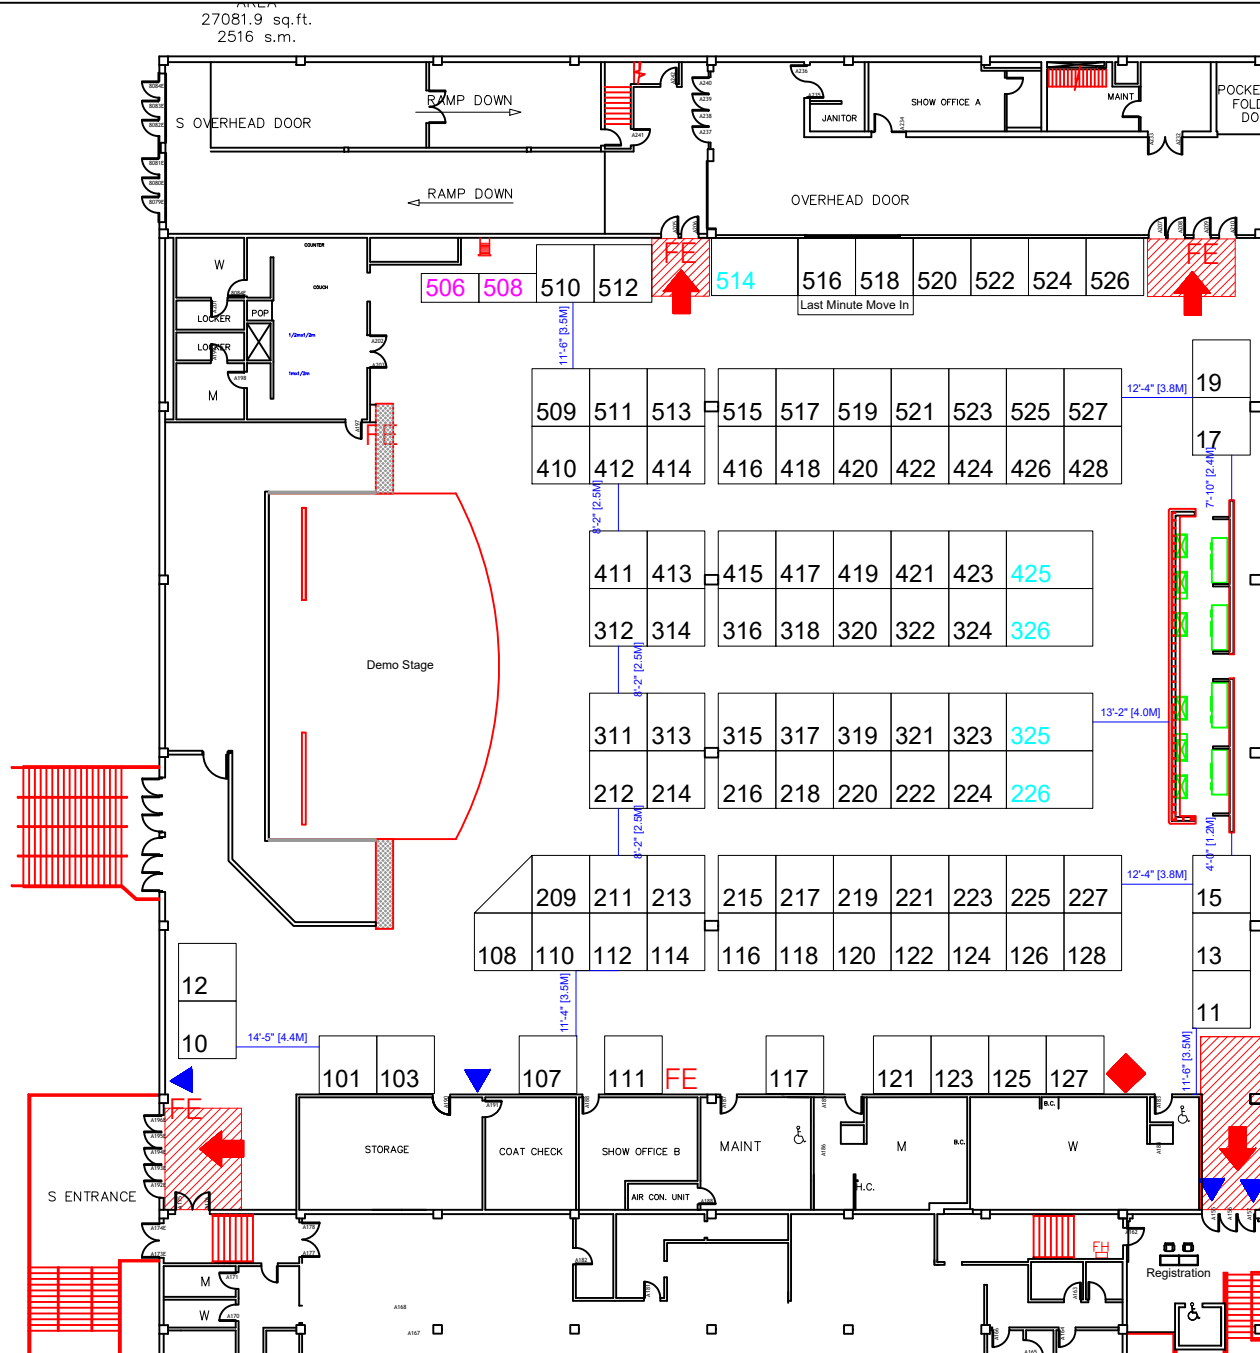 27081.9 sq.ft.
2516 s.m.
RAMP DOWN
S OVERHEAD DOOR
SHOW OFFICE A
JANITOR
MAINT
RAMP DOWN
OVERHEAD DOOR
W
COUNTER
COUCH
LOCKER
POP
LOCKER
M
1/2mx1/2m
1mx1/2m
FE
FE
506 508 510 512
514 516 518 520 522 524 526
Last Minute Move In
11'-6" [3.5M]
12'-4" [3.8M]
19
17
7'-10" [2.4M]
509 511 513 515 517 519 521 523 525 527
410 412 414 416 418 420 422 424 426 428
FE
8'-2" [2.5M]
411 413 415 417 419 421 423 425
312 314 316 318 320 322 324 326
Demo Stage
8'-2" [2.5M]
311 313 315 317 319 321 323 325
13'-2" [4.0M]
212 214 216 218 220 222 224 226
8'-2" [2.5M]
4'-0" [1.2M]
12'-4" [3.8M]
209 211 213 215 217 219 221 223 225 227
15
108 110 112 114 116 118 120 122 124 126 128
13
11
12
10
14'-5" [4.4M]
11'-4" [3.5M]
11'-6" [3.5M]
101 103 107 111 FE 117 121 123 125 127
FE
STORAGE
COAT CHECK
SHOW OFFICE B
MAINT
M
W
B.C.
B.C.
H.C.
AIR CON. UNIT
S ENTRANCE
FH
Registration
M
W
A168
A167